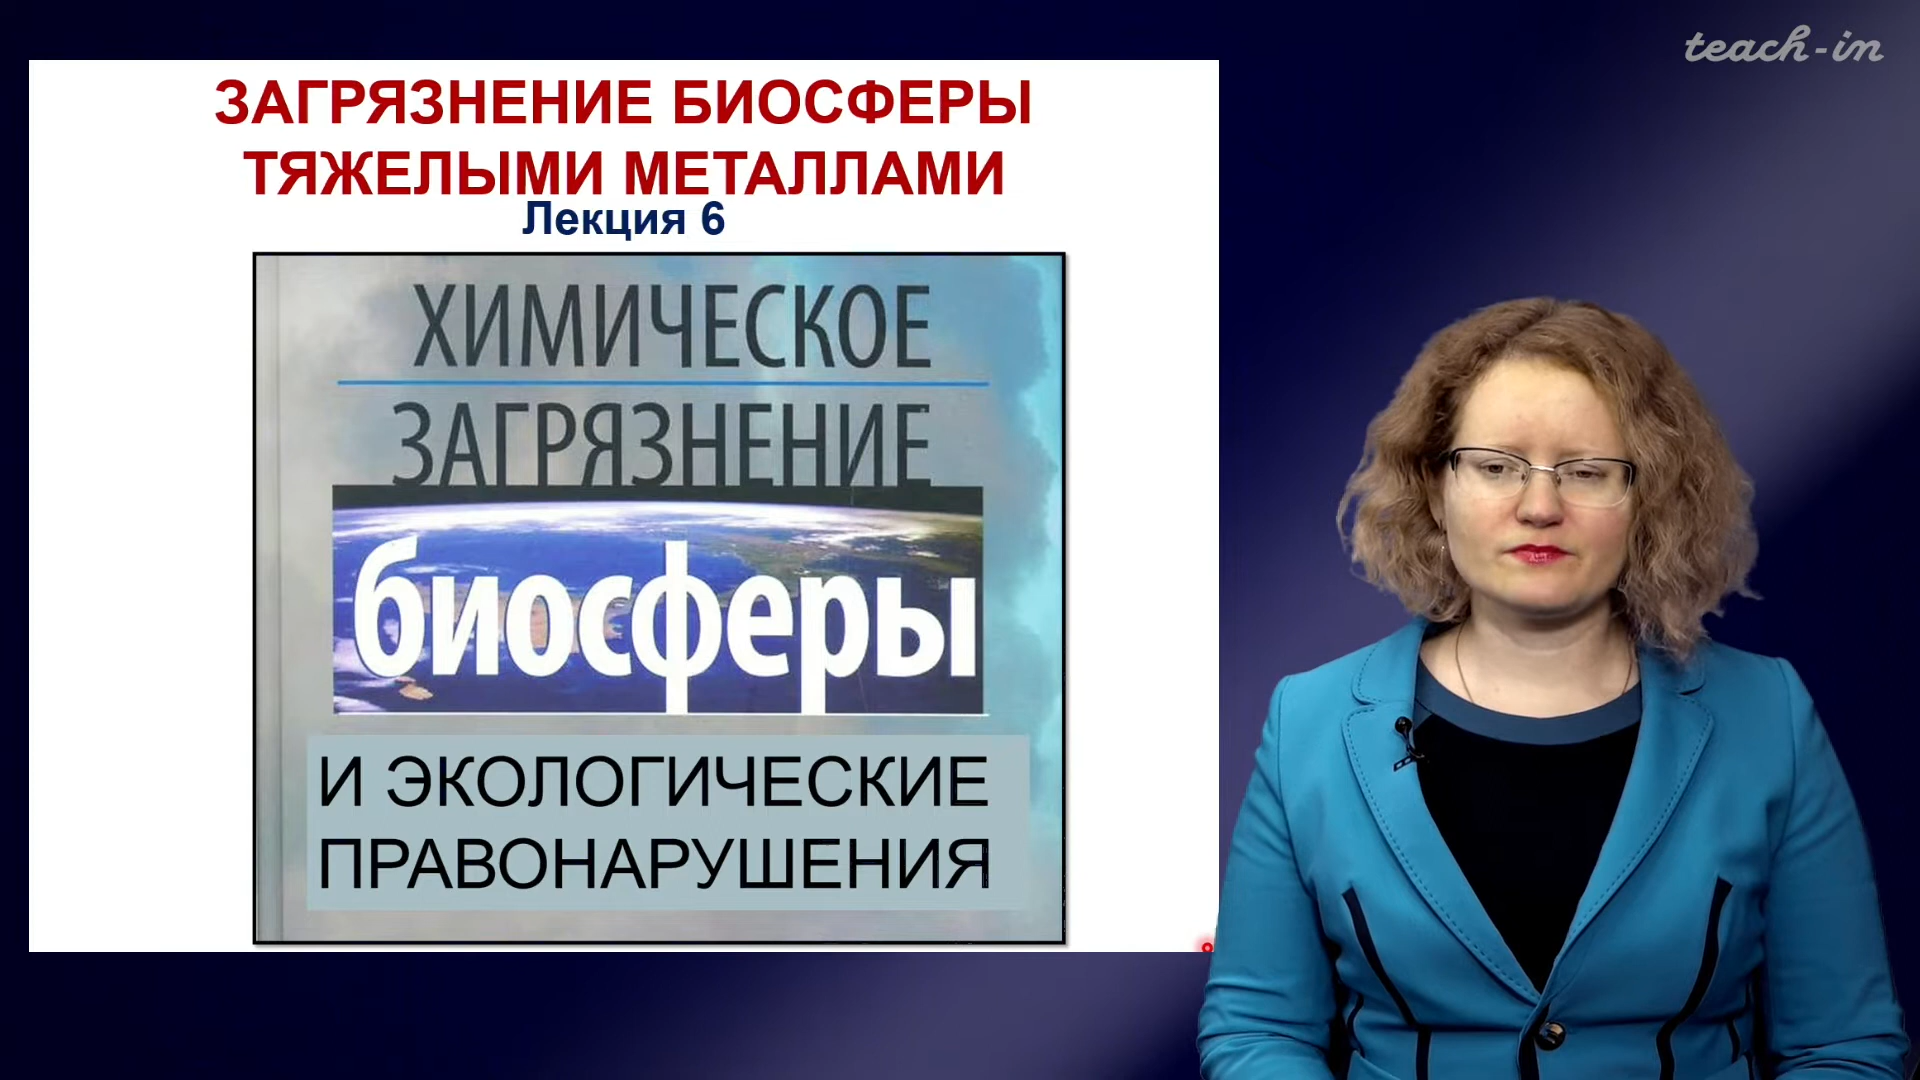 teach-in
ЗАГРЯЗНЕНИЕ БИОСФЕРЫ
ТЯЖЕЛЫМИ МЕТАЛЛАМИ
Лекция 6
ХИМИЧЕСКОЕ
ЗАГРЯЗНЕНИЕ
биосферы
И ЭКОЛОГИЧЕСКИЕ
ПРАВОНАРУШЕНИЯ